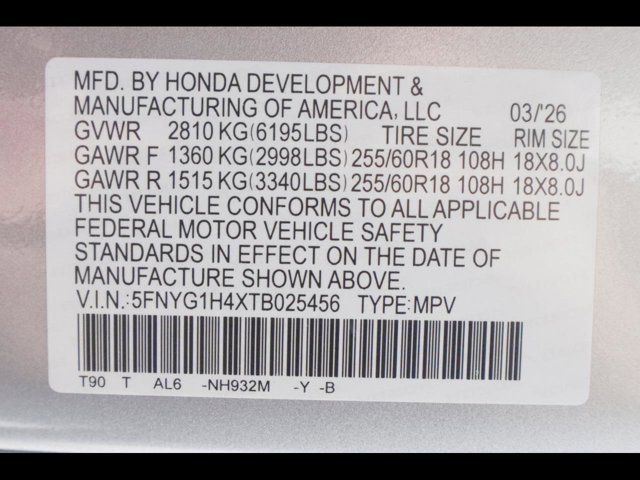 MFD. BY HONDA DEVELOPMENT &
MANUFACTURING OF AMERICA, LLC 03/'26
GVWR 2810 KG(6195LBS) TIRE SIZE RIM SIZE
GAWR F 1360 KG(2998LBS) 255/60R18 108H 18X8.0J
GAWR R 1515 KG(3340LBS) 255/60R18 108H 18X8.0J
THIS VEHICLE CONFORMS TO ALL APPLICABLE
FEDERAL MOTOR VEHICLE SAFETY
STANDARDS IN EFFECT ON THE DATE OF
MANUFACTURE SHOWN ABOVE.
V.I.N.:5FNYG1H4XTB025456 TYPE:MPV
T90 T AL6 -NH932M -Y -B